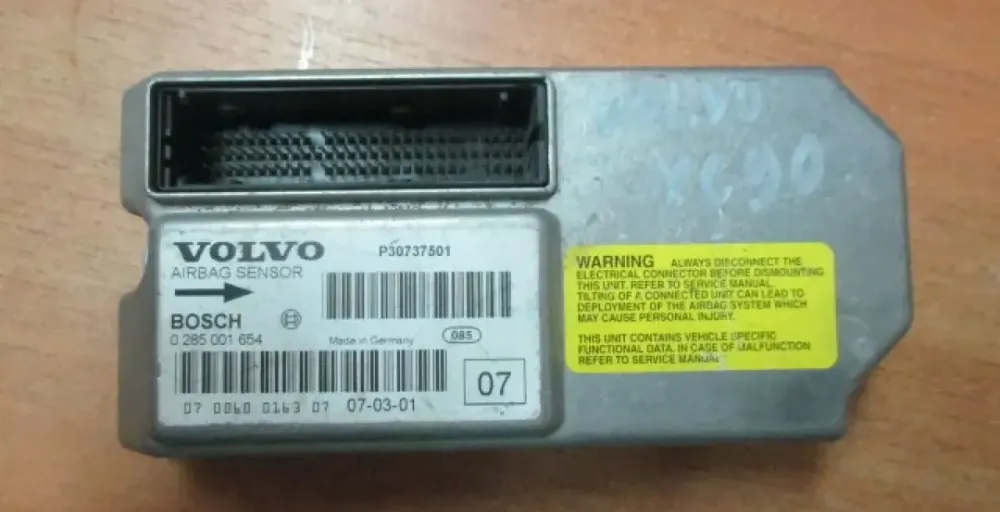 VOLVO
XC90
VOLVO
P30737501
AIRBAG SENSOR
BOSCH
0 285 001 654
Made in Germany
085
07 0060 0163 07
07-03-01
07
WARNING ALWAYS DISCONNECT THE
ELECTRICAL CONNECTOR BEFORE DISMOUNTING
THIS UNIT. REFER TO SERVICE MANUAL.
TILTING OF A CONNECTED UNIT CAN LEAD TO
DEPLOYMENT OF THE AIRBAG SYSTEM WHICH
MAY CAUSE PERSONAL INJURY.
THIS UNIT CONTAINS VEHICLE SPECIFIC
FUNCTIONAL DATA. IN CASE OF MALFUNCTION
REFER TO SERVICE MANUAL